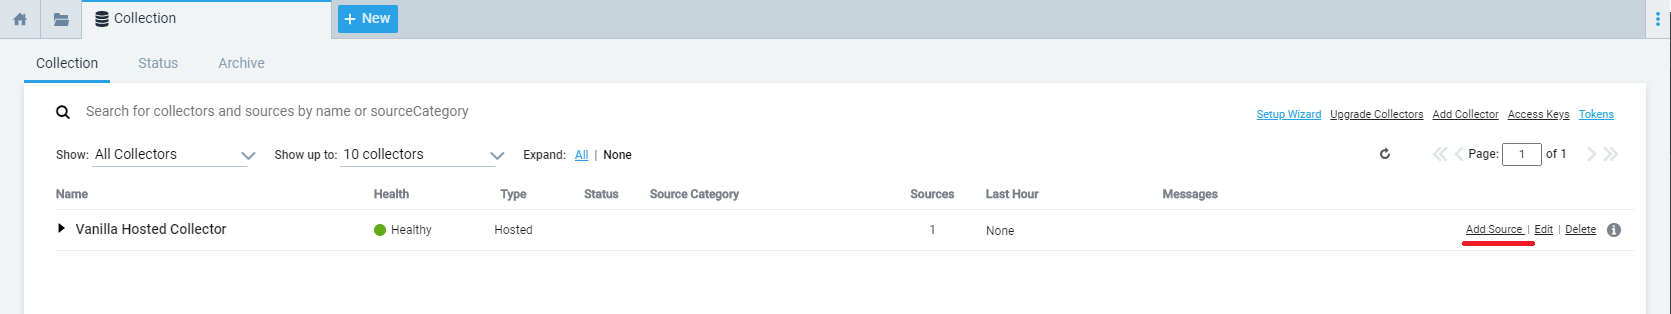 Collection
+ New
Collection Status Archive
Search for collectors and sources by name or sourceCategory
Setup Wizard Upgrade Collectors Add Collector Access Keys Tokens
Show: All Collectors Show up to: 10 collectors Expand: All | None Page: 1 of 1
Name Health Type Status Source Category Sources Last Hour Messages
Vanilla Hosted Collector Healthy Hosted 1 None Add Source | Edit | Delete